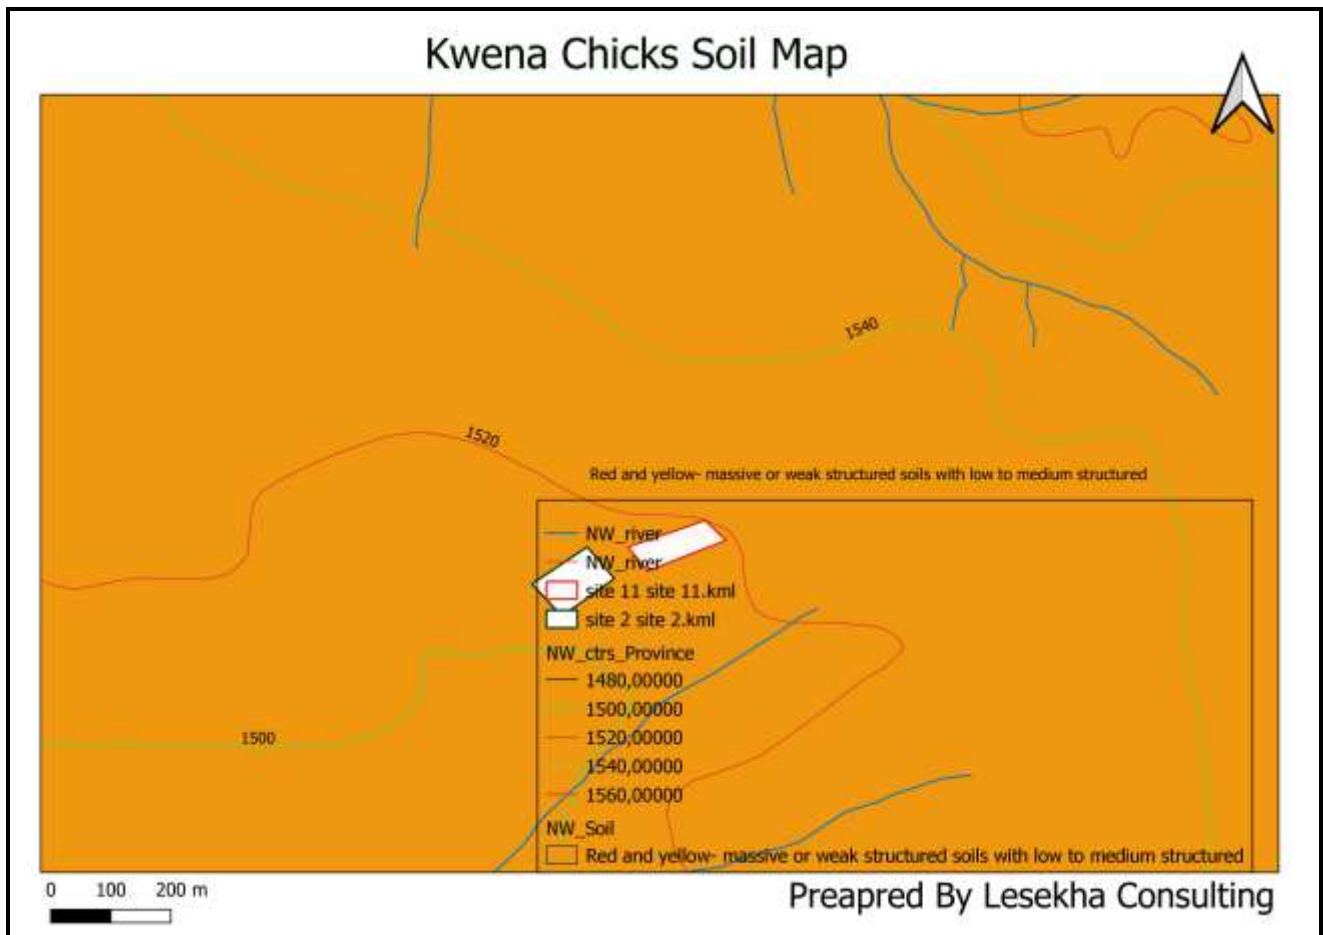 Kwena Chicks Soil Map
1540
1520
Red and yellow- massive or weak structured soils with low to medium structured
NW_river
NW_river
site 11 site 11.kml
site 2 site 2.kml
NW_ctrs_Province
1480,00000
1500,00000
1500
1520,00000
1540,00000
1560,00000
NW_Soil
Red and yellow- massive or weak structured soils with low to medium structured
0 100 200 m
Preapred By Lesekha Consulting